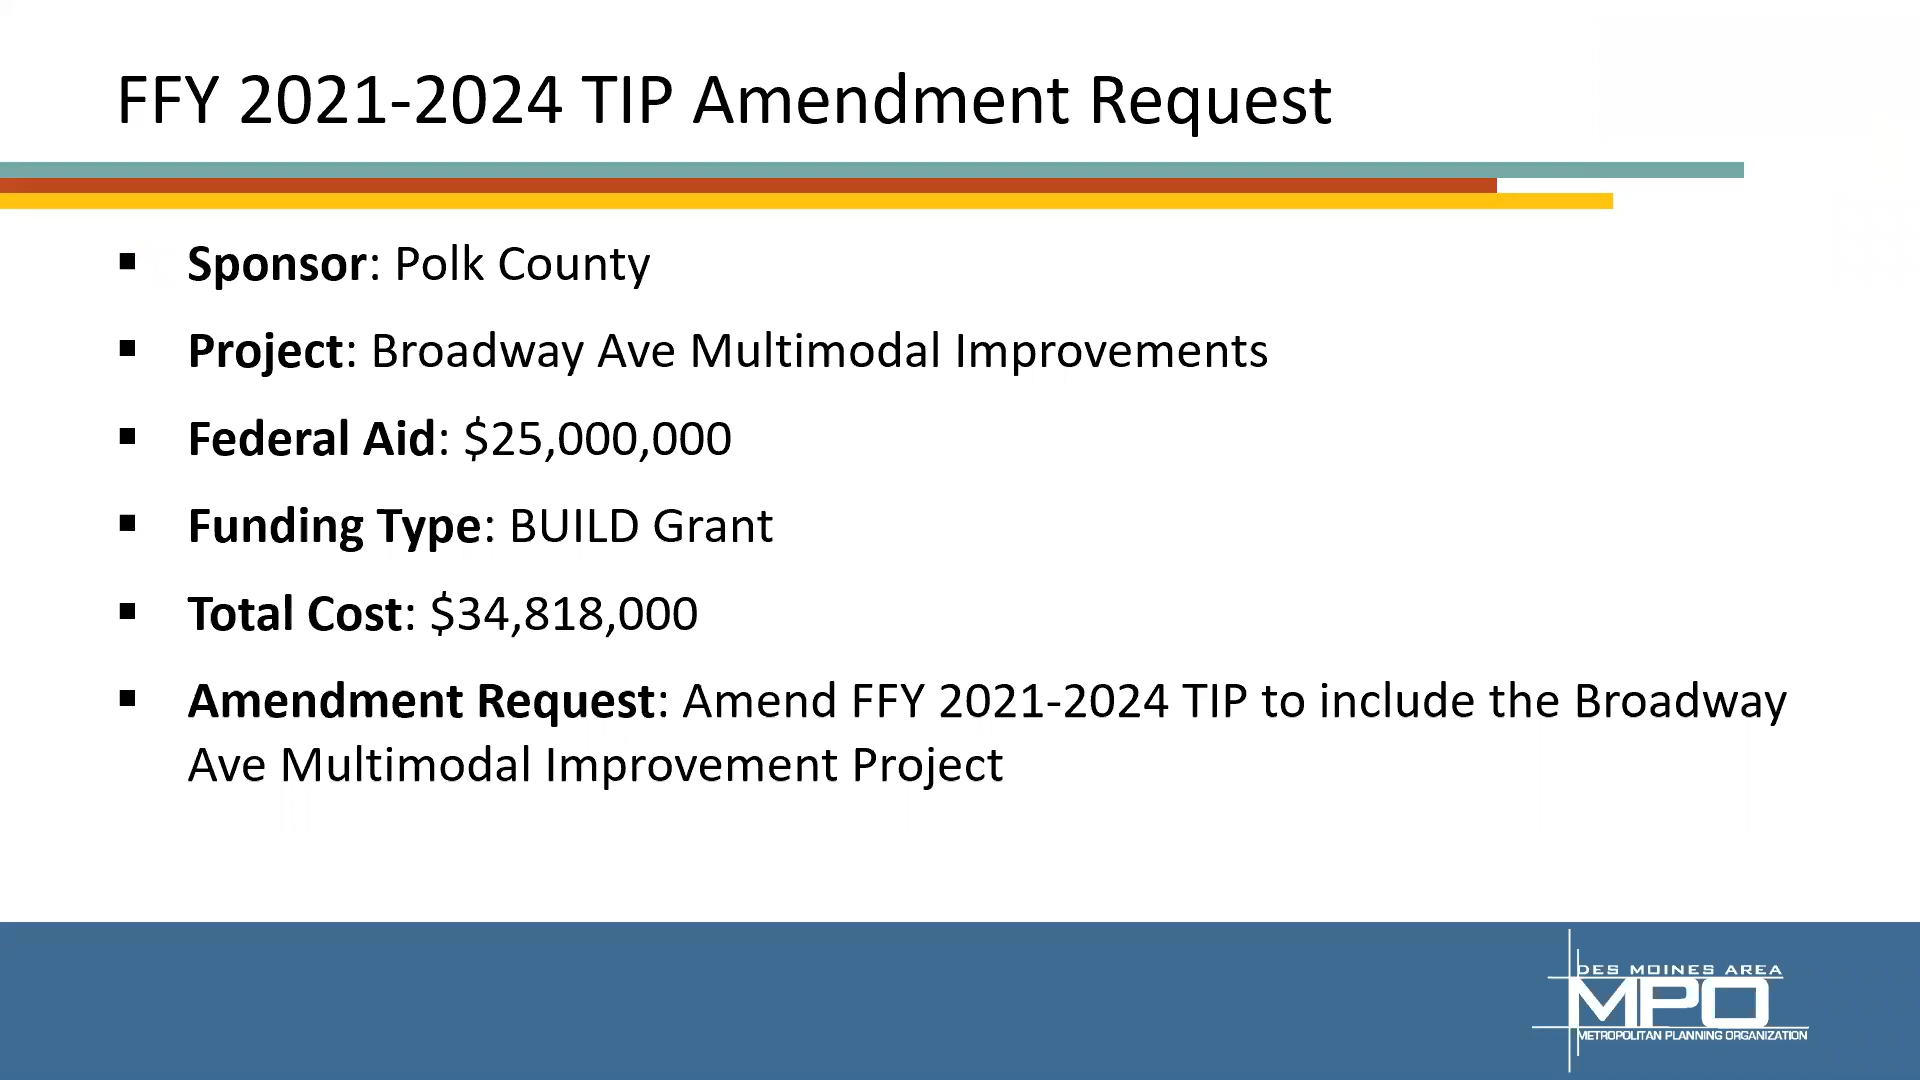 FFY 2021-2024 TIP Amendment Request
▪ Sponsor: Polk County
▪ Project: Broadway Ave Multimodal Improvements
▪ Federal Aid: $25,000,000
▪ Funding Type: BUILD Grant
▪ Total Cost: $34,818,000
▪ Amendment Request: Amend FFY 2021-2024 TIP to include the Broadway
Ave Multimodal Improvement Project
DES MOINES AREA
MPO
METROPOLITAN PLANNING ORGANIZATION